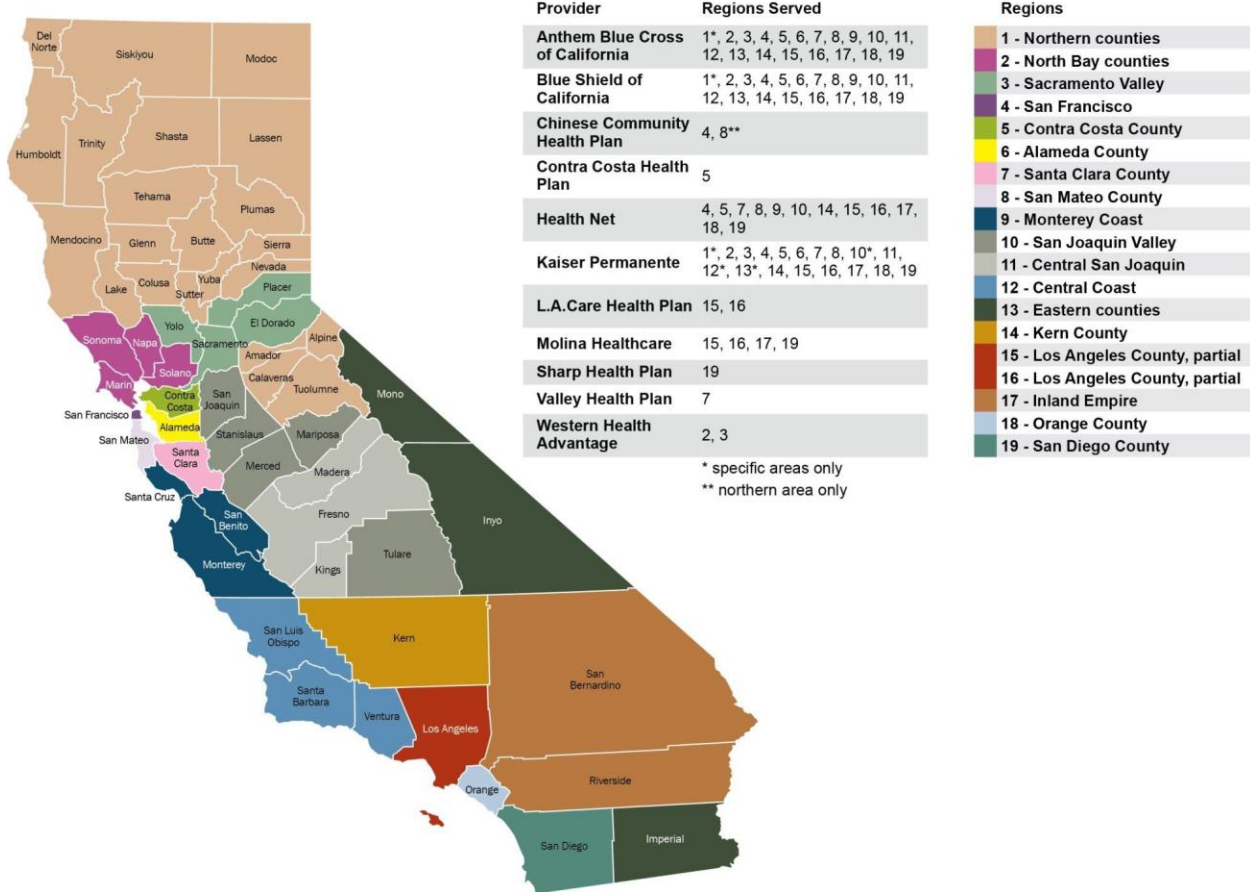 Del
Norte
Siskiyou
Modoc
Humboldt
Trinity
Shasta
Lassen
Tehama
Plumas
Mendocino
Glenn
Butte
Sierra
Lake
Colusa
Sutter
Yuba
Nevada
Placer
Yolo
El Dorado
Sonoma
Napa
Sacramento
Alpine
Amador
Solano
Marin
Calaveras
Contra
Costa
San
Joaquin
Tuolumne
Mono
San Francisco
Alameda
Stanislaus
Mariposa
San Mateo
Santa
Clara
Merced
Madera
Santa Cruz
San
Benito
Fresno
Inyo
Monterey
Kings
Tulare
San Luis
Obispo
Kern
San
Bernardino
Santa
Barbara
Ventura
Los Angeles
Orange
Riverside
San Diego
Imperial
Provider Regions Served
Anthem Blue Cross 1*, 2, 3, 4, 5, 6, 7, 8, 9, 10, 11,
of California 12, 13, 14, 15, 16, 17, 18, 19
Blue Shield of 1*, 2, 3, 4, 5, 6, 7, 8, 9, 10, 11,
California 12, 13, 14, 15, 16, 17, 18, 19
Chinese Community
Health Plan 4, 8**
Contra Costa Health
Plan 5
Health Net 4, 5, 7, 8, 9, 10, 14, 15, 16, 17,
18, 19
Kaiser Permanente 1*, 2, 3, 4, 5, 6, 7, 8, 10*, 11,
12*, 13*, 14, 15, 16, 17, 18, 19
L.A.Care Health Plan 15, 16
Molina Healthcare 15, 16, 17, 19
Sharp Health Plan 19
Valley Health Plan 7
Western Health
Advantage 2, 3
* specific areas only
** northern area only
Regions
1 - Northern counties
2 - North Bay counties
3 - Sacramento Valley
4 - San Francisco
5 - Contra Costa County
6 - Alameda County
7 - Santa Clara County
8 - San Mateo County
9 - Monterey Coast
10 - San Joaquin Valley
11 - Central San Joaquin
12 - Central Coast
13 - Eastern counties
14 - Kern County
15 - Los Angeles County, partial
16 - Los Angeles County, partial
17 - Inland Empire
18 - Orange County
19 - San Diego County